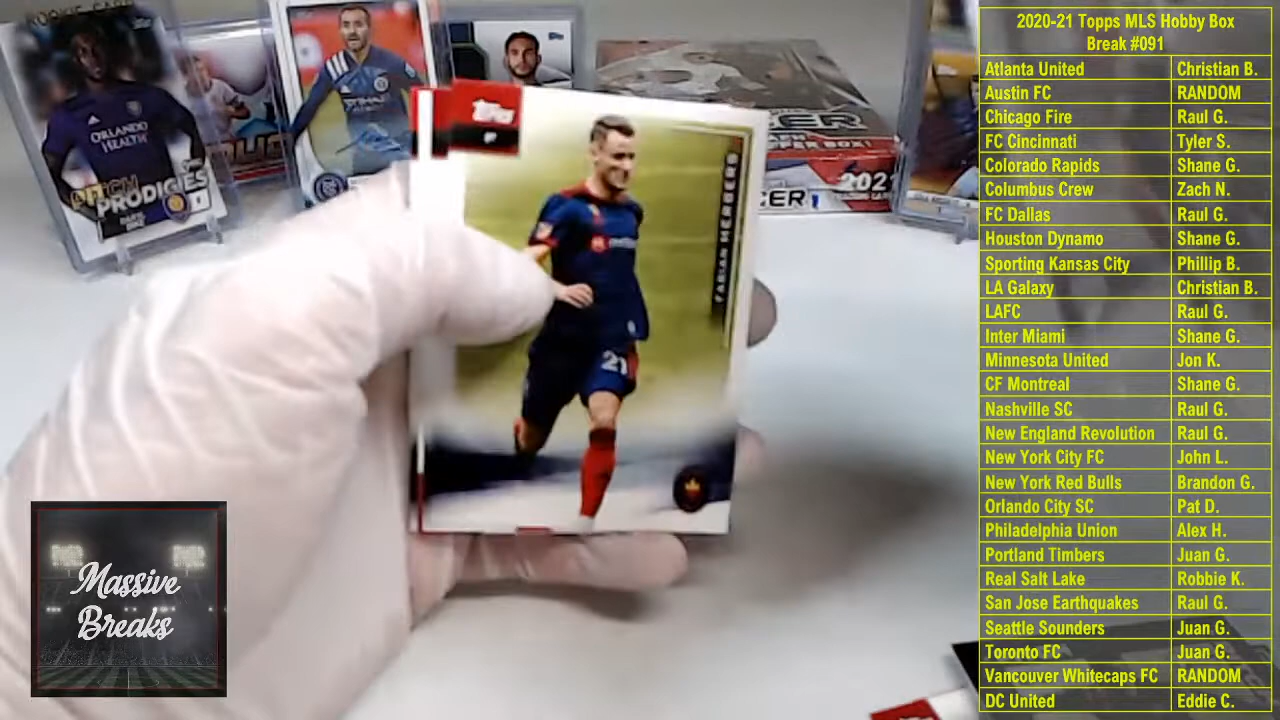 ROOKIE CARD
ORLANDO
HEALTH
PITCH
PRODIGIES
topps
F
FABIAN HERBERS
21
CER
2021
CER
Massive
Breaks
2020-21 Topps MLS Hobby Box
Break #091
Atlanta United Christian B.
Austin FC RANDOM
Chicago Fire Raul G.
FC Cincinnati Tyler S.
Colorado Rapids Shane G.
Columbus Crew Zach N.
FC Dallas Raul G.
Houston Dynamo Shane G.
Sporting Kansas City Phillip B.
LA Galaxy Christian B.
LAFC Raul G.
Inter Miami Shane G.
Minnesota United Jon K.
CF Montreal Shane G.
Nashville SC Raul G.
New England Revolution Raul G.
New York City FC John L.
New York Red Bulls Brandon G.
Orlando City SC Pat D.
Philadelphia Union Alex H.
Portland Timbers Juan G.
Real Salt Lake Robbie K.
San Jose Earthquakes Raul G.
Seattle Sounders Juan G.
Toronto FC Juan G.
Vancouver Whitecaps FC RANDOM
DC United Eddie C.